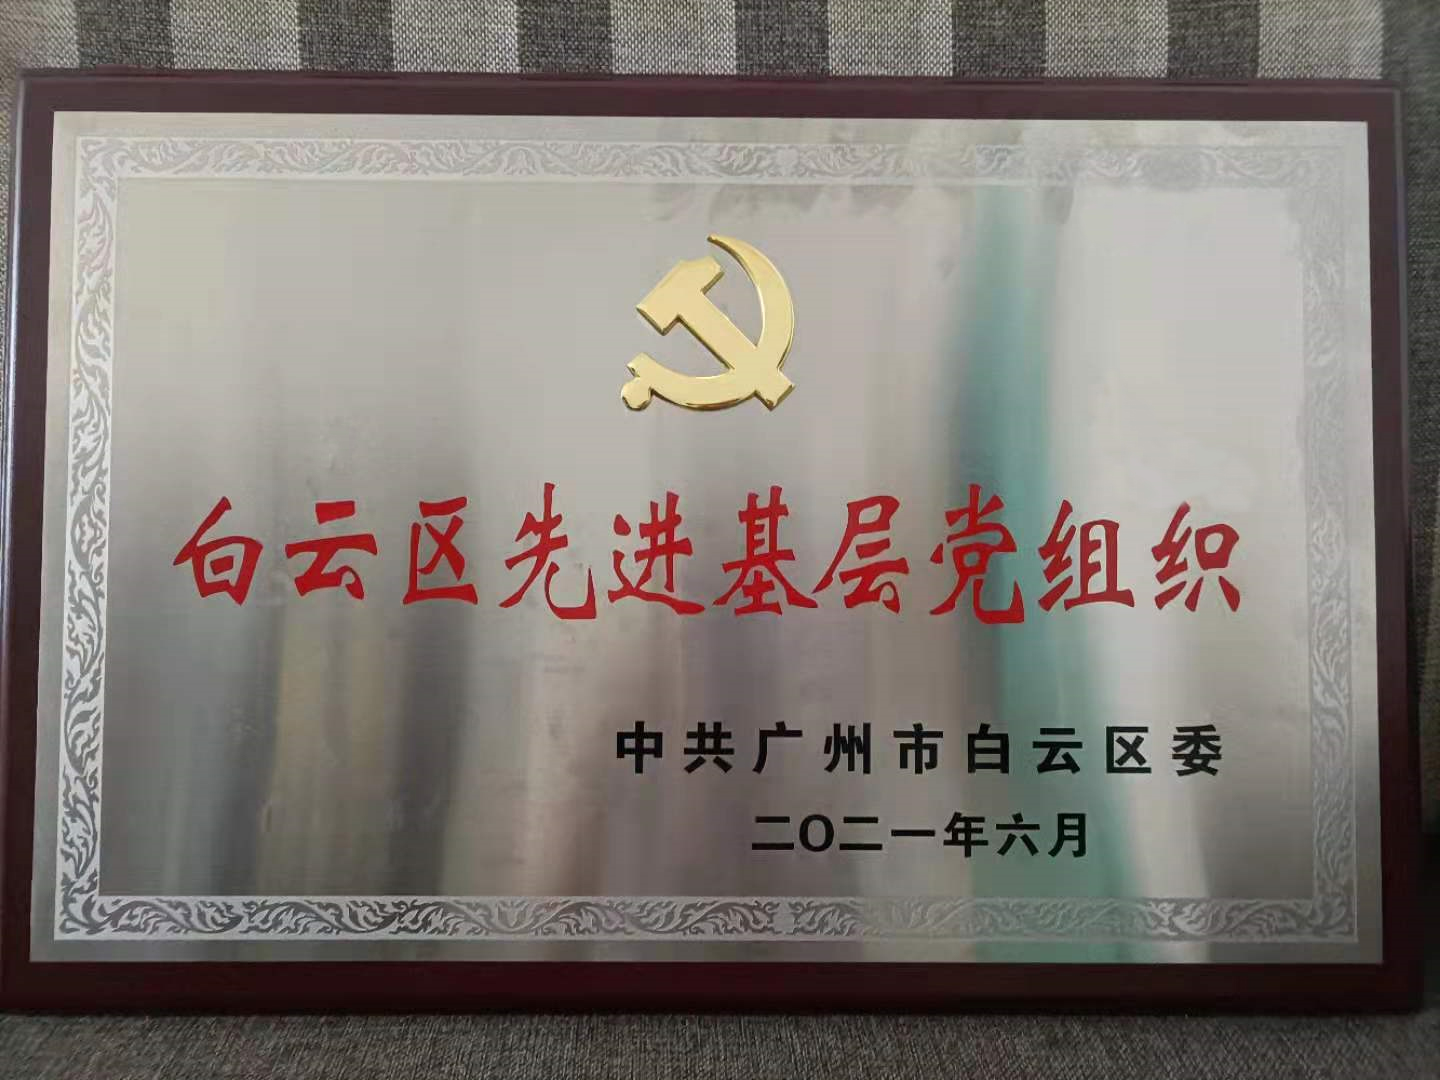 白云区先进基层党组织
中共广州市白云区委
二〇二一年六月